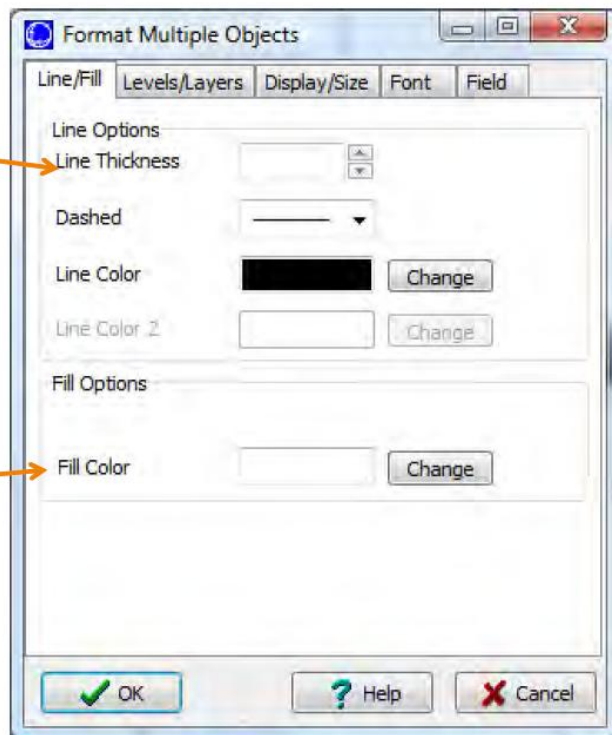 Format Multiple Objects
Line/Fill Levels/Layers Display/Size Font Field
Line Options
Line Thickness
Dashed
Line Color Change
Line Color 2 Change
Fill Options
Fill Color Change
OK Help Cancel